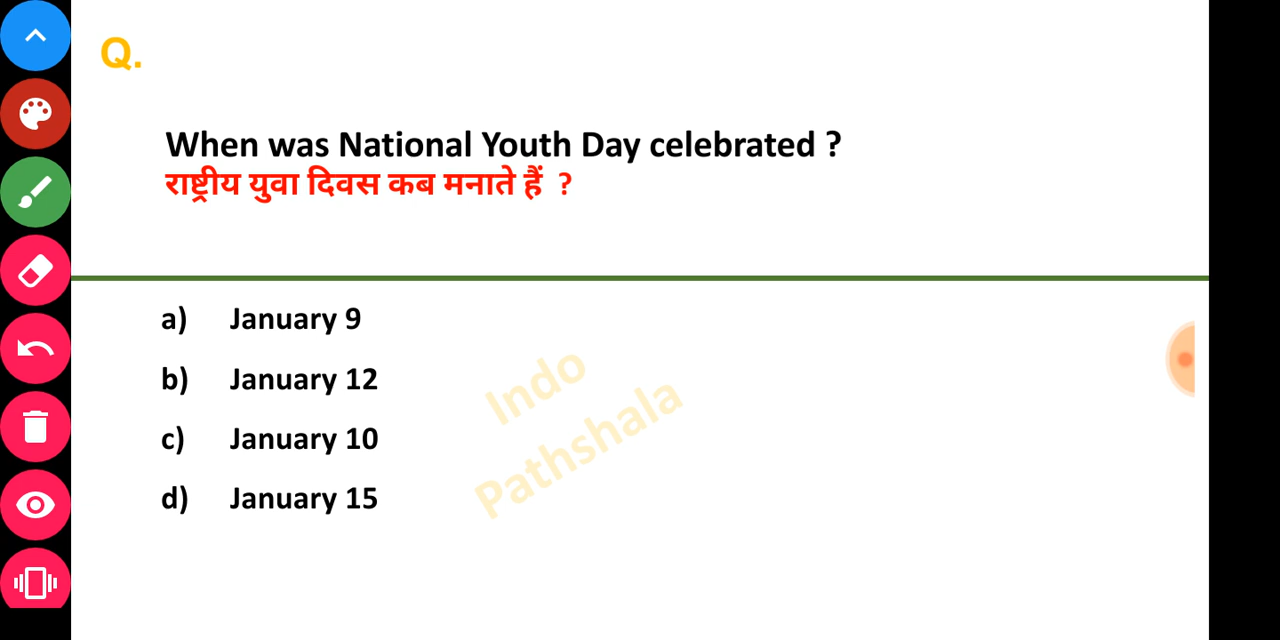 Q.
When was National Youth Day celebrated ?
राष्ट्रीय युवा दिवस कब मनाते हैं ?
a) January 9
b) January 12
c) January 10
d) January 15
Indo
Pathshala